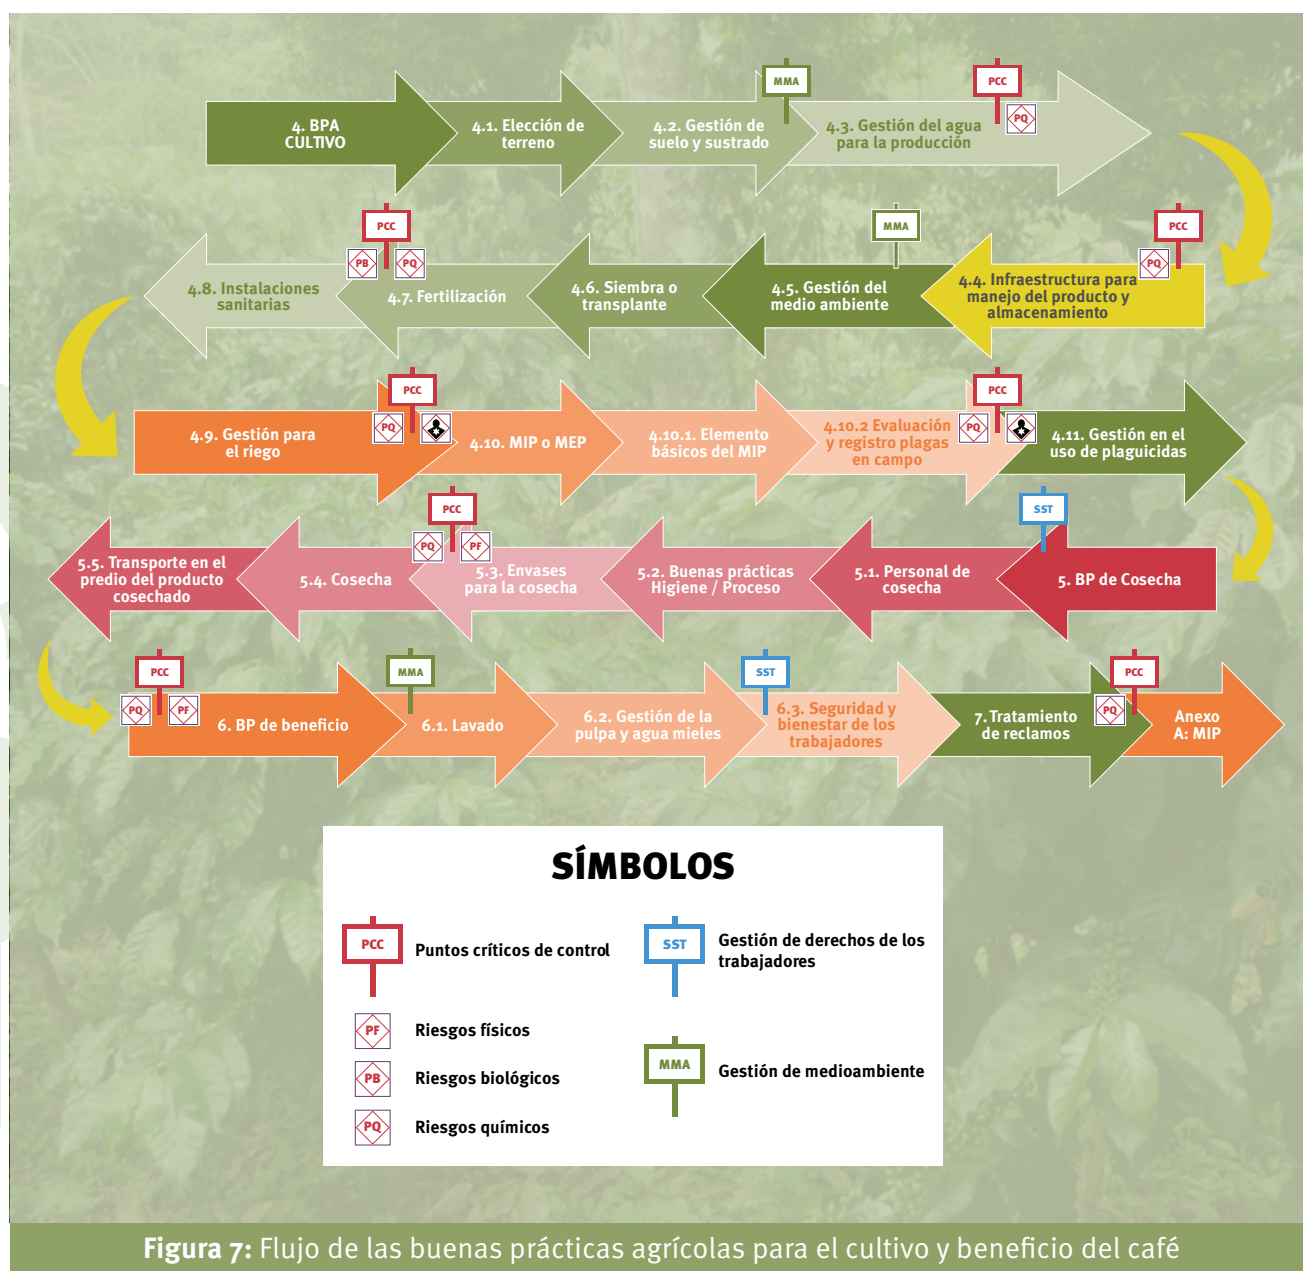 MMA
PCC
PQ
4. BPA
CULTIVO
4.1. Elección de
terreno
4.2. Gestión de
suelo y sustrado
4.3. Gestión del agua
para la producción
PCC
PB
PQ
MMA
PCC
PQ
4.4. Infraestructura para
manejo del producto y
almacenamiento
4.5. Gestión del
medio ambiente
4.6. Siembra o
transplante
4.7. Fertilización
4.8. Instalaciones
sanitarias
PCC
PQ
PCC
PQ
4.9. Gestión para
el riego
4.10. MIP o MEP
4.10.1. Elemento
básicos del MIP
4.10.2 Evaluación
y registro plagas
en campo
4.11. Gestión en el
uso de plaguicidas
PCC
PQ
PF
SST
5. BP de Cosecha
5.1. Personal de
cosecha
5.2. Buenas prácticas
Higiene / Proceso
5.3. Envases
para la cosecha
5.4. Cosecha
5.5. Transporte en el
predio del producto
cosechado
PCC
PQ
PF
MMA
SST
PCC
PQ
6. BP de beneficio
6.1. Lavado
6.2. Gestión de la
pulpa y agua mieles
6.3. Seguridad y
bienestar de los
trabajadores
7. Tratamiento
de reclamos
Anexo
A: MIP
SÍMBOLOS
PCC
Puntos críticos de control
PF
Riesgos físicos
PB
Riesgos biológicos
PQ
Riesgos químicos
SST
Gestión de derechos de los
trabajadores
MMA
Gestión de medioambiente
Figura 7: Flujo de las buenas prácticas agrícolas para el cultivo y beneficio del café